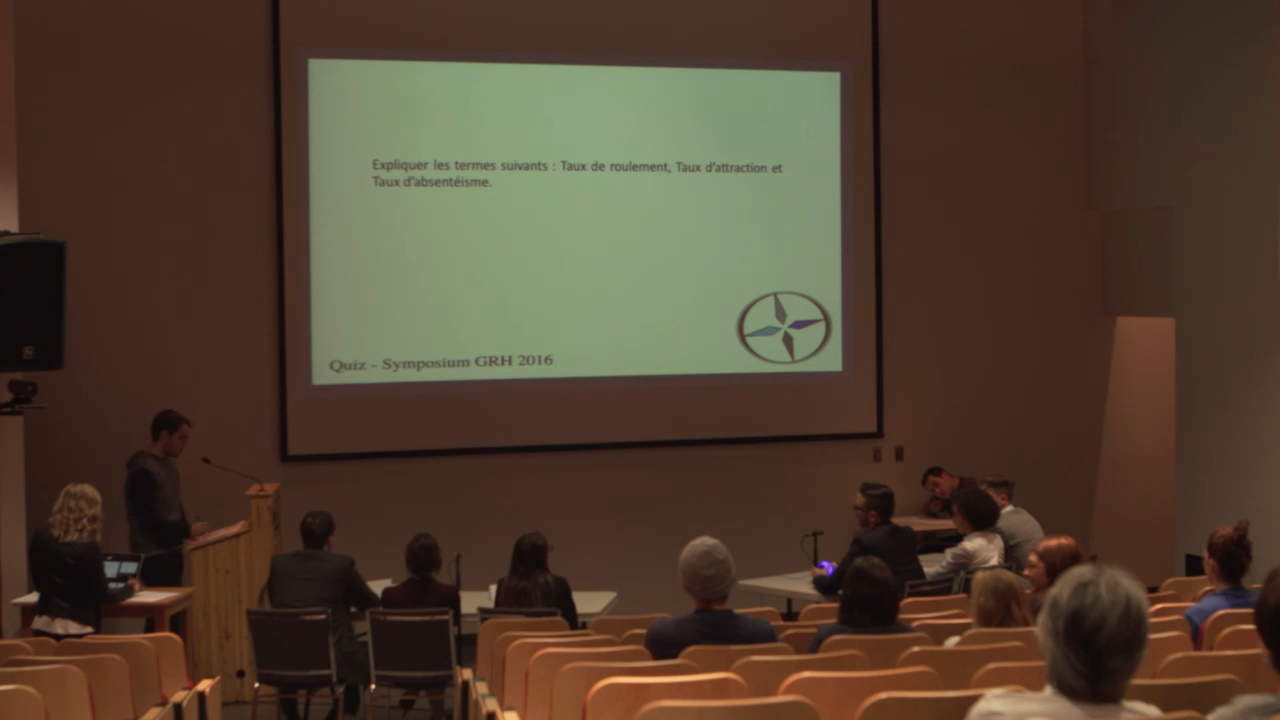 Expliquer les termes suivants : Taux de roulement, Taux d'attraction et
Taux d'absentéisme.
Quiz - Symposium GRH 2016